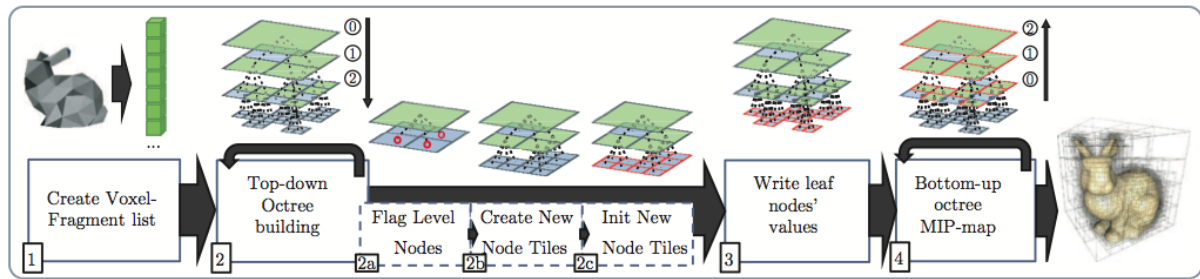 ...
⓪
①
②
②
①
⓪
Create Voxel-
Fragment list
1
Top-down
Octree
building
2
Flag Level
Nodes
2a
Create New
Node Tiles
2b
Init New
Node Tiles
2c
Write leaf
nodes'
values
3
Bottom-up
octree
MIP-map
4